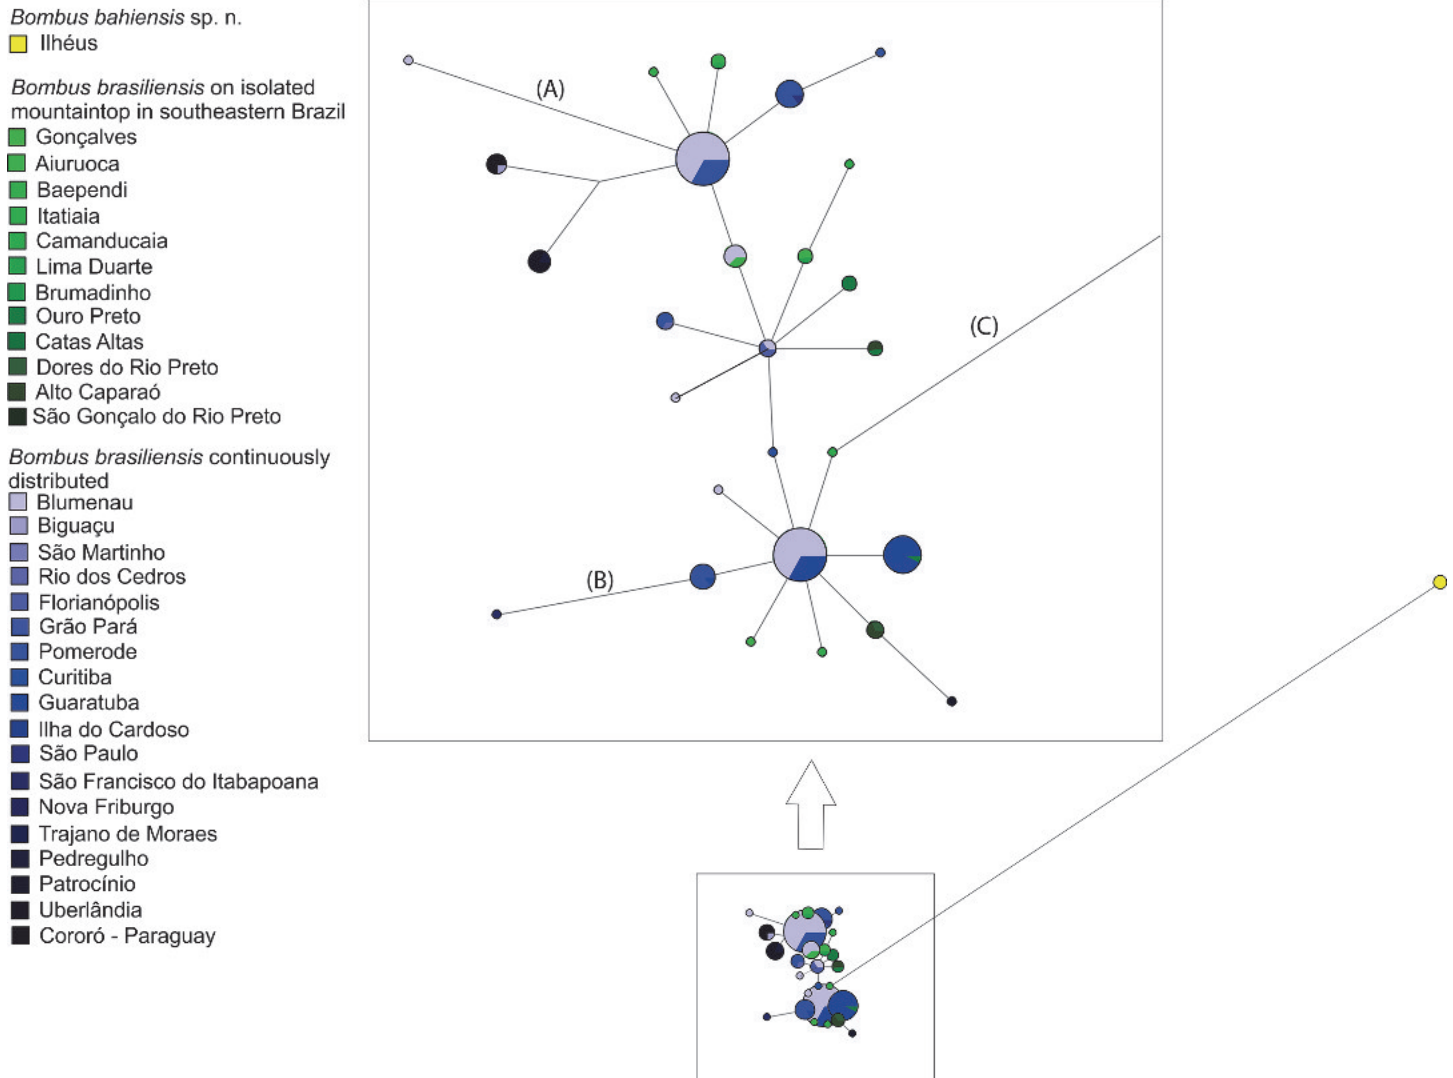 Bombus bahiensis sp. n.
Ilhéus
Bombus brasiliensis on isolated
mountaintop in southeastern Brazil
Gonçalves
Aiuruoca
Baependi
Itatiaia
Camanducaia
Lima Duarte
Brumadinho
Ouro Preto
Catas Altas
Dores do Rio Preto
Alto Caparaó
São Gonçalo do Rio Preto
Bombus brasiliensis continuously
distributed
Blumenau
Biguaçu
São Martinho
Rio dos Cedros
Florianópolis
Grão Pará
Pomerode
Curitiba
Guaratuba
Ilha do Cardoso
São Paulo
São Francisco do Itabapoana
Nova Friburgo
Trajano de Moraes
Pedregulho
Patrocínio
Uberlândia
Cororó - Paraguay
(A)
(C)
(B)